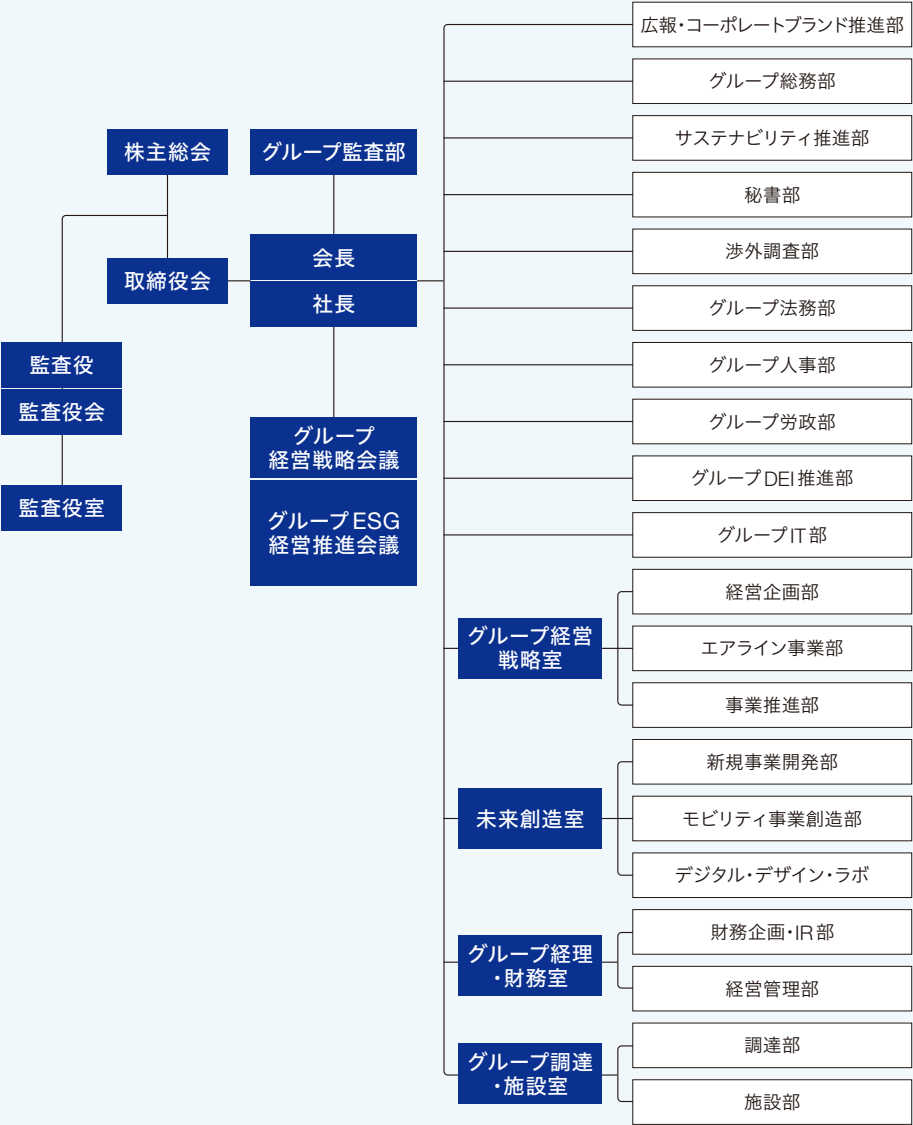 株主総会
取締役会
監査役
監査役会
監査役室
グループ監査部
会長
社長
グループ
経営戦略会議
グループESG
経営推進会議
広報・コーポレートブランド推進部
グループ総務部
サステナビリティ推進部
秘書部
渉外調査部
グループ法務部
グループ人事部
グループ労政部
グループDEI推進部
グループIT部
グループ経営
戦略室
経営企画部
エアライン事業部
事業推進部
未来創造室
新規事業開発部
モビリティ事業創造部
デジタル・デザイン・ラボ
グループ経理
・財務室
財務企画・IR部
経営管理部
グループ調達
・施設室
調達部
施設部